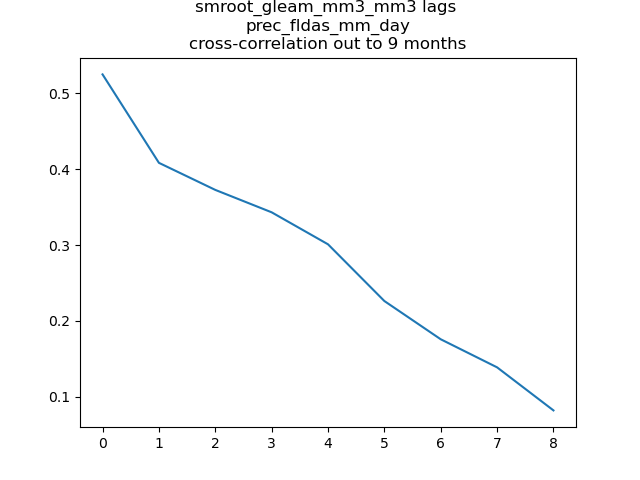 smroot_gleam_mm3_mm3 lags
prec_fldas_mm_day
cross-correlation out to 9 months
0.5
0.4
0.3
0.2
0.1
0 1 2 3 4 5 6 7 8